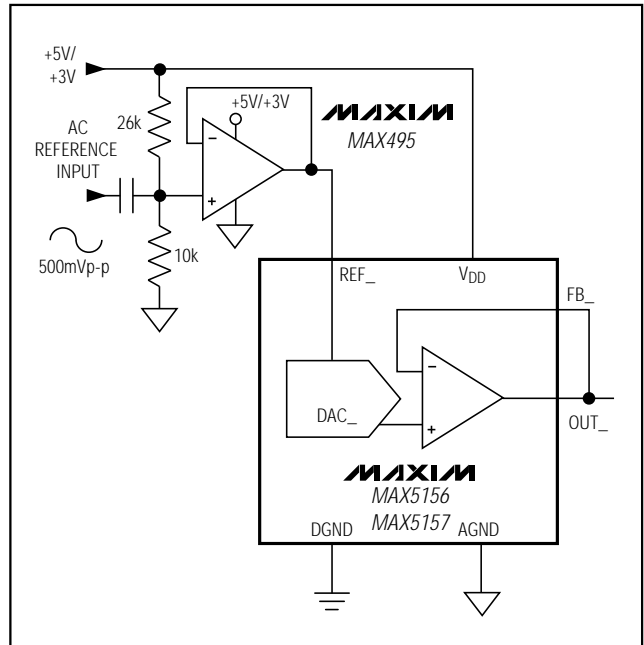 +5V/
+3V
26k
+5V/+3V
MAXIM
MAX495
AC
REFERENCE
INPUT
−
+
10k
500mVp-p
REF_
VDD
FB_
−
+
DAC_
OUT_
MAXIM
MAX5156
MAX5157
DGND
AGND